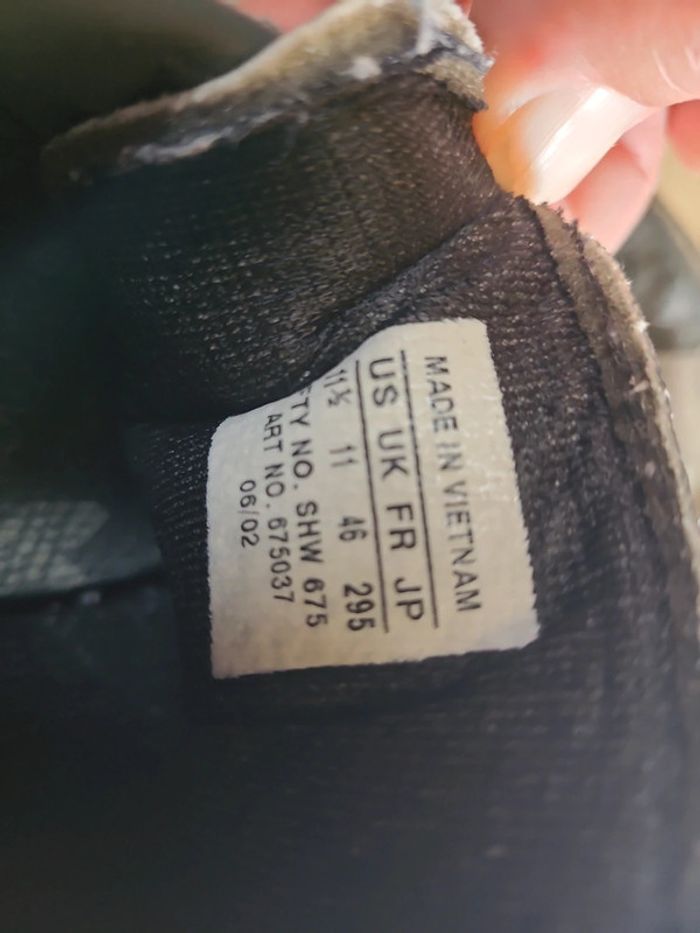 MADE IN VIETNAM
US UK FR JP
11½ 11 46 295
FTY NO. SHW 675
ART NO. 675037
06/02